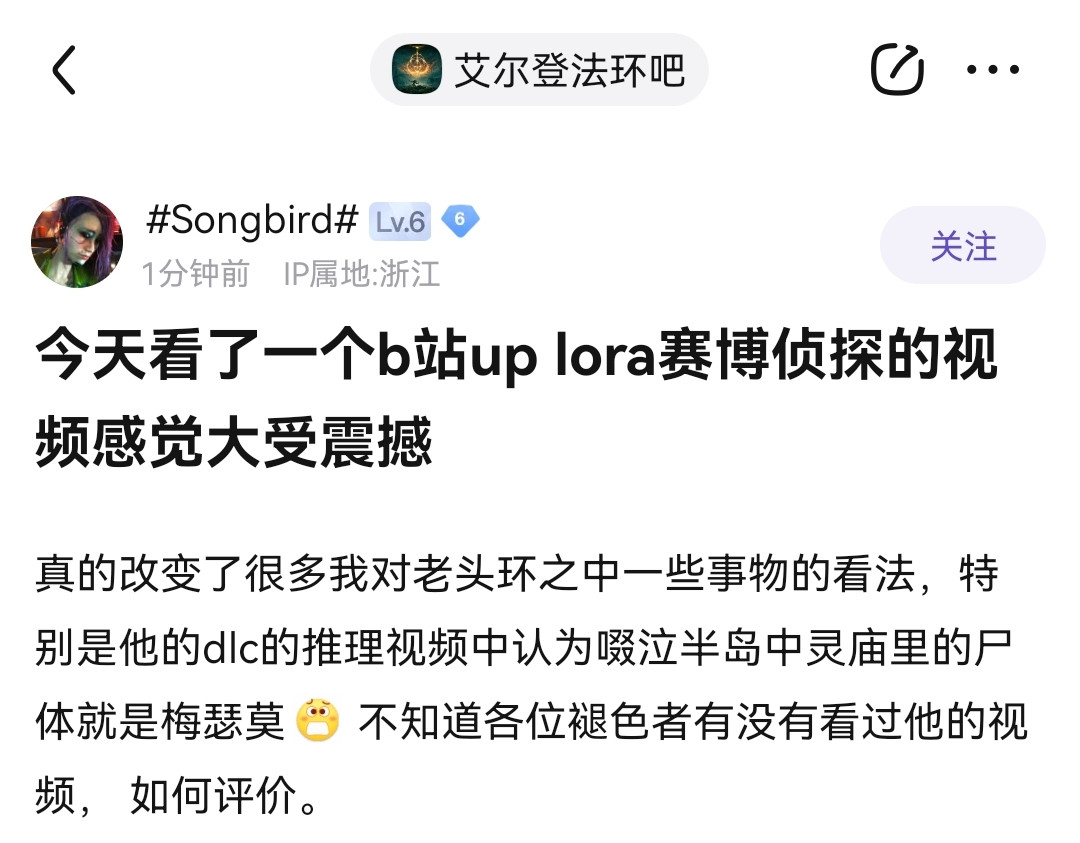 艾尔登法环吧
#Songbird# Lv.6 6
1分钟前 IP属地:浙江
关注
今天看了一个b站up lora赛博侦探的视
频感觉大受震撼
真的改变了很多我对老头环之中一些事物的看法，特
别是他的dlc的推理视频中认为啜泣半岛中灵庙里的尸
体就是梅瑟莫 不知道各位褪色者有没有看过他的视
频， 如何评价。